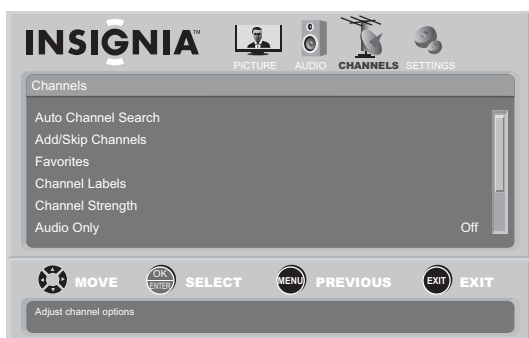 INSIGNIA™
PICTURE AUDIO CHANNELS SETTINGS
Channels
Auto Channel Search
Add/Skip Channels
Favorites
Channel Labels
Channel Strength
Audio Only Off
MOVE OK ENTER SELECT MENU PREVIOUS EXIT EXIT
Adjust channel options